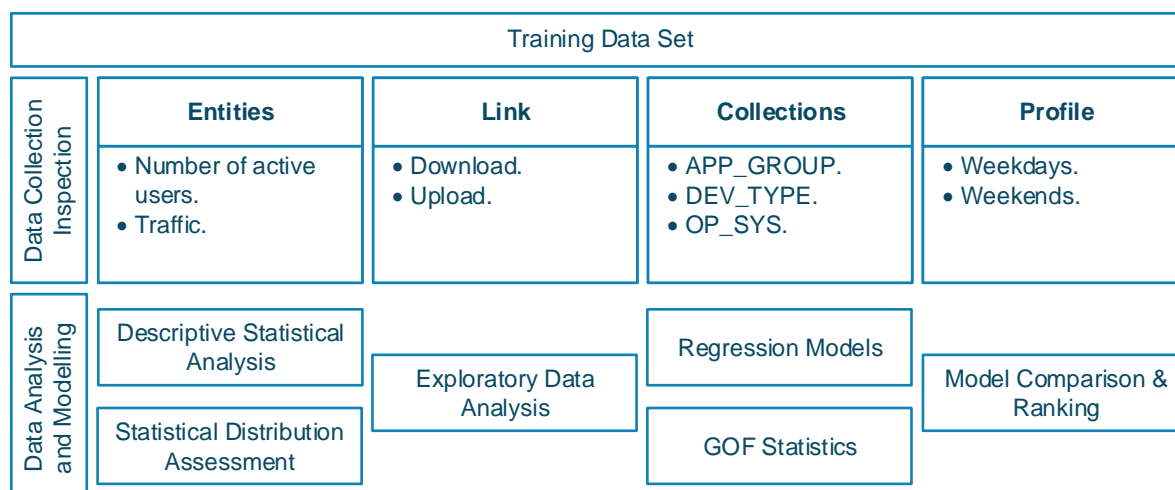 Training Data Set
Data Collection
Inspection
Entities
• Number of active
users.
• Traffic.
Link
• Download.
• Upload.
Collections
• APP_GROUP.
• DEV_TYPE.
• OP_SYS.
Profile
• Weekdays.
• Weekends.
Data Analysis
and Modelling
Descriptive Statistical
Analysis
Statistical Distribution
Assessment
Exploratory Data
Analysis
Regression Models
GOF Statistics
Model Comparison &
Ranking